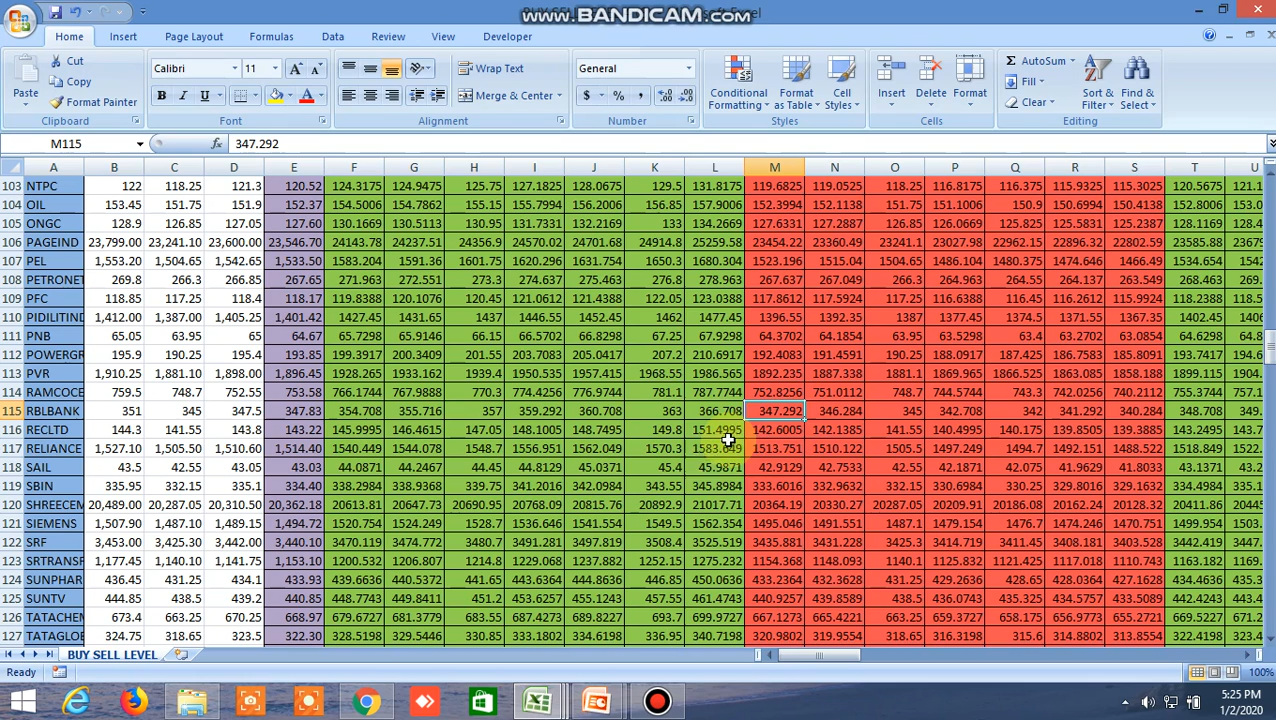 BUY SELL
www.BANDICAM.com
Excel
Home Insert Page Layout Formulas Data Review View Developer
Paste
Cut
Copy
Format Painter
Clipboard
Calibri 11
B I U
Font
Wrap Text
Merge & Center
Alignment
General
$ % ,
Number
Conditional Formatting
Format as Table
Cell Styles
Styles
Insert Delete Format
Cells
Σ AutoSum
Fill
Clear
Sort & Filter
Find & Select
Editing
M115 fx 347.292
A B C D E F G H I J K L M N O P Q R S T U
103 NTPC 122 118.25 121.3 120.52 124.3175 124.9475 125.75 127.1825 128.0675 129.5 131.8175 119.6825 119.0525 118.25 116.8175 116.375 115.9325 115.3025 120.5675 121.1
104 OIL 153.45 151.75 151.9 152.37 154.5006 154.7862 155.15 155.7994 156.2006 156.85 157.9006 152.3994 152.1138 151.75 151.1006 150.9 150.6994 150.4138 152.8006 153.0
105 ONGC 128.9 126.85 127.05 127.60 130.1669 130.5113 130.95 131.7331 132.2169 133 134.2669 127.6331 127.2887 126.85 126.0669 125.825 125.5831 125.2387 128.1169 128.4
106 PAGEIND 23,799.00 23,241.10 23,600.00 23,546.70 24143.78 24237.51 24356.9 24570.02 24701.68 24914.8 25259.58 23454.22 23360.49 23241.1 23027.98 22962.15 22896.32 22802.59 23585.88 23679
107 PEL 1,553.20 1,504.65 1,542.65 1,533.50 1583.204 1591.36 1601.75 1620.296 1631.754 1650.3 1680.304 1523.196 1515.04 1504.65 1486.104 1480.375 1474.646 1466.49 1534.654 1542
108 PETRONET 269.8 266.3 266.85 267.65 271.963 272.551 273.3 274.637 275.463 276.8 278.963 267.637 267.049 266.3 264.963 264.55 264.137 263.549 268.463 269.
109 PFC 118.85 117.25 118.4 118.17 119.8388 120.1076 120.45 121.0612 121.4388 122.05 123.0388 117.8612 117.5924 117.25 116.6388 116.45 116.2612 115.9924 118.2388 118.5
110 PIDILITIND 1,412.00 1,387.00 1,405.25 1,401.42 1427.45 1431.65 1437 1446.55 1452.45 1462 1477.45 1396.55 1392.35 1387 1377.45 1374.5 1371.55 1367.35 1402.45 1406
111 PNB 65.05 63.95 65 64.67 65.7298 65.9146 66.15 66.5702 66.8298 67.25 67.9298 64.3702 64.1854 63.95 63.5298 63.4 63.2702 63.0854 64.6298 64.8
112 POWERGR 195.9 190.25 195.4 193.85 199.3917 200.3409 201.55 203.7083 205.0417 207.2 210.6917 192.4083 191.4591 190.25 188.0917 187.425 186.7583 185.8091 193.7417 194.6
113 PVR 1,910.25 1,881.10 1,898.00 1,896.45 1928.265 1933.162 1939.4 1950.535 1957.415 1968.55 1986.565 1892.235 1887.338 1881.1 1869.965 1866.525 1863.085 1858.188 1899.115 1904.
114 RAMCOCE 759.5 748.7 752.55 753.58 766.1744 767.9888 770.3 774.4256 776.9744 781.1 787.7744 752.8256 751.0112 748.7 744.5744 743.3 742.0256 740.2112 755.3744 757.1
115 RBLBANK 351 345 347.5 347.83 354.708 355.716 357 359.292 360.708 363 366.708 347.292 346.284 345 342.708 342 341.292 340.284 348.708 349.
116 RECLTD 144.3 141.55 143.8 143.22 145.9995 146.4615 147.05 148.1005 148.7495 149.8 151.4995 142.6005 142.1385 141.55 140.4995 140.175 139.8505 139.3885 143.2495 143.7
117 RELIANCE 1,527.10 1,505.50 1,510.60 1,514.40 1540.449 1544.078 1548.7 1556.951 1562.049 1570.3 1583.649 1513.751 1510.122 1505.5 1497.249 1494.7 1492.151 1488.522 1518.849 1522.
118 SAIL 43.5 42.55 43.05 43.03 44.0871 44.2467 44.45 44.8129 45.0371 45.4 45.9871 42.9129 42.7533 42.55 42.1871 42.075 41.9629 41.8033 43.1371 43.29
119 SBIN 335.95 332.15 335.1 334.40 338.2834 338.9368 339.75 341.2016 342.0984 343.55 345.8984 333.6016 332.9632 332.15 330.6984 330.25 329.8016 329.1632 334.4984 335.1
120 SHREECEM 20,489.00 20,287.05 20,310.50 20,362.18 20613.81 20647.73 20690.95 20768.09 20815.76 20892.9 21017.71 20364.19 20330.27 20287.05 20209.91 20186.08 20162.24 20128.32 20411.86 20445
121 SIEMENS 1,507.90 1,487.10 1,489.15 1,494.72 1520.754 1524.249 1528.7 1536.646 1541.554 1549.5 1562.354 1495.046 1491.551 1487.1 1479.154 1476.7 1474.246 1470.751 1499.954 1503.
122 SRF 3,453.00 3,425.30 3,442.00 3,440.10 3470.119 3474.772 3480.7 3491.281 3497.819 3508.4 3525.519 3435.881 3431.228 3425.3 3414.719 3411.45 3408.181 3403.528 3442.419 3447.
123 SRTRANSF 1,177.45 1,140.10 1,141.75 1,153.10 1200.532 1206.807 1214.8 1229.068 1237.882 1252.15 1275.232 1154.368 1148.093 1140.1 1125.832 1121.425 1117.018 1110.743 1163.182 1169.
124 SUNPHAR 436.45 431.25 434.1 433.93 439.6636 440.5372 441.65 443.6364 444.8636 446.85 450.0636 433.2364 432.3628 431.25 429.2636 428.65 428.0364 427.1628 434.4636 435.3
125 SUNTV 444.85 438.5 439.2 440.85 448.7743 449.8411 451.2 453.6257 455.1243 457.55 461.4743 440.9257 439.8589 438.5 436.0743 435.325 434.5757 433.5089 442.4243 443.4
126 TATACHEM 673.4 663.25 670.25 668.97 679.6727 681.3779 683.55 687.4273 689.8227 693.7 699.9727 667.1273 665.4221 663.25 659.3727 658.175 656.9773 655.2721 669.5227 671.2
127 TATAGLOB 324.75 318.65 323.5 322.30 328.5198 329.5446 330.85 333.1802 334.6198 336.95 340.7198 320.9802 319.9554 318.65 316.3198 315.6 314.8802 313.8554 322.4198 323.4
BUY SELL LEVEL
Ready 100%
5:25 PM
1/2/2020